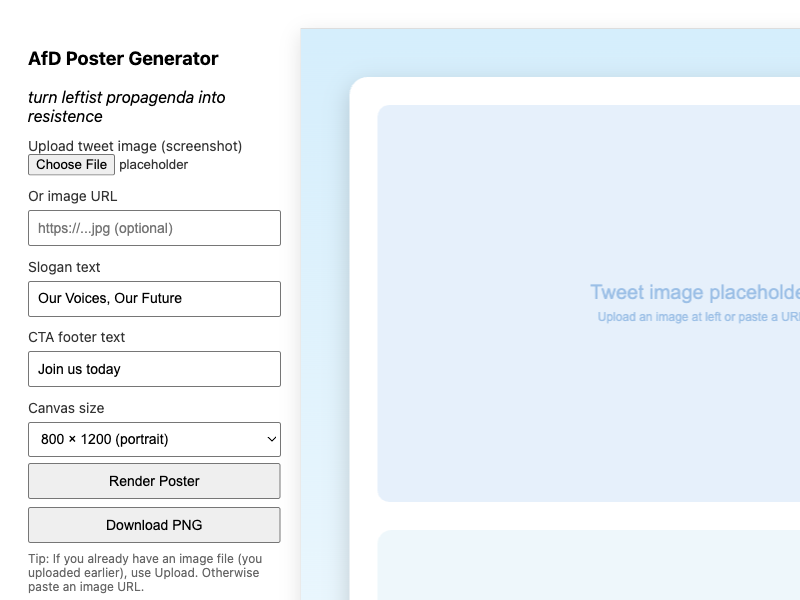 AfD Poster Generator
turn leftist propagenda into
resistence
Upload tweet image (screenshot)
Choose File placeholder
Or image URL
https://...jpg (optional)
Slogan text
Our Voices, Our Future
CTA footer text
Join us today
Canvas size
800 × 1200 (portrait)
Render Poster
Download PNG
Tip: If you already have an image file (you
uploaded earlier), use Upload. Otherwise
paste an image URL.
Tweet image placeholde
Upload an image at left or paste a UR